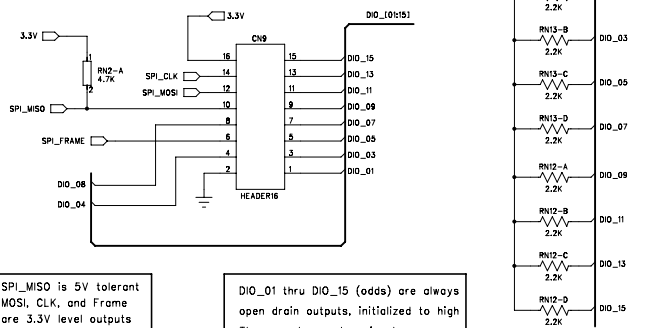 3.3V
DIO_[01:15]
3.3V
CN9
16 15 DIO_15
SPI_CLK 14 13 DIO_13
SPI_MOSI 12 11 DIO_11
SPI_MISO 10 9 DIO_09
8 7 DIO_07
SPI_FRAME 6 5 DIO_05
4 3 DIO_03
2 1 DIO_01
1
RN2-A
4.7K
2
DIO_08
DIO_04
HEADER16
2.2K
RN13-B
DIO_03
2.2K
RN13-C
DIO_05
2.2K
RN13-D
DIO_07
2.2K
RN12-A
DIO_09
2.2K
RN12-B
DIO_11
2.2K
RN12-C
DIO_13
2.2K
RN12-D
DIO_15
2.2K
SPI_MISO is 5V tolerant
MOSI, CLK, and Frame
are 3.3V level outputs
DIO_01 thru DIO_15 (odds) are always
open drain outputs, initialized to high